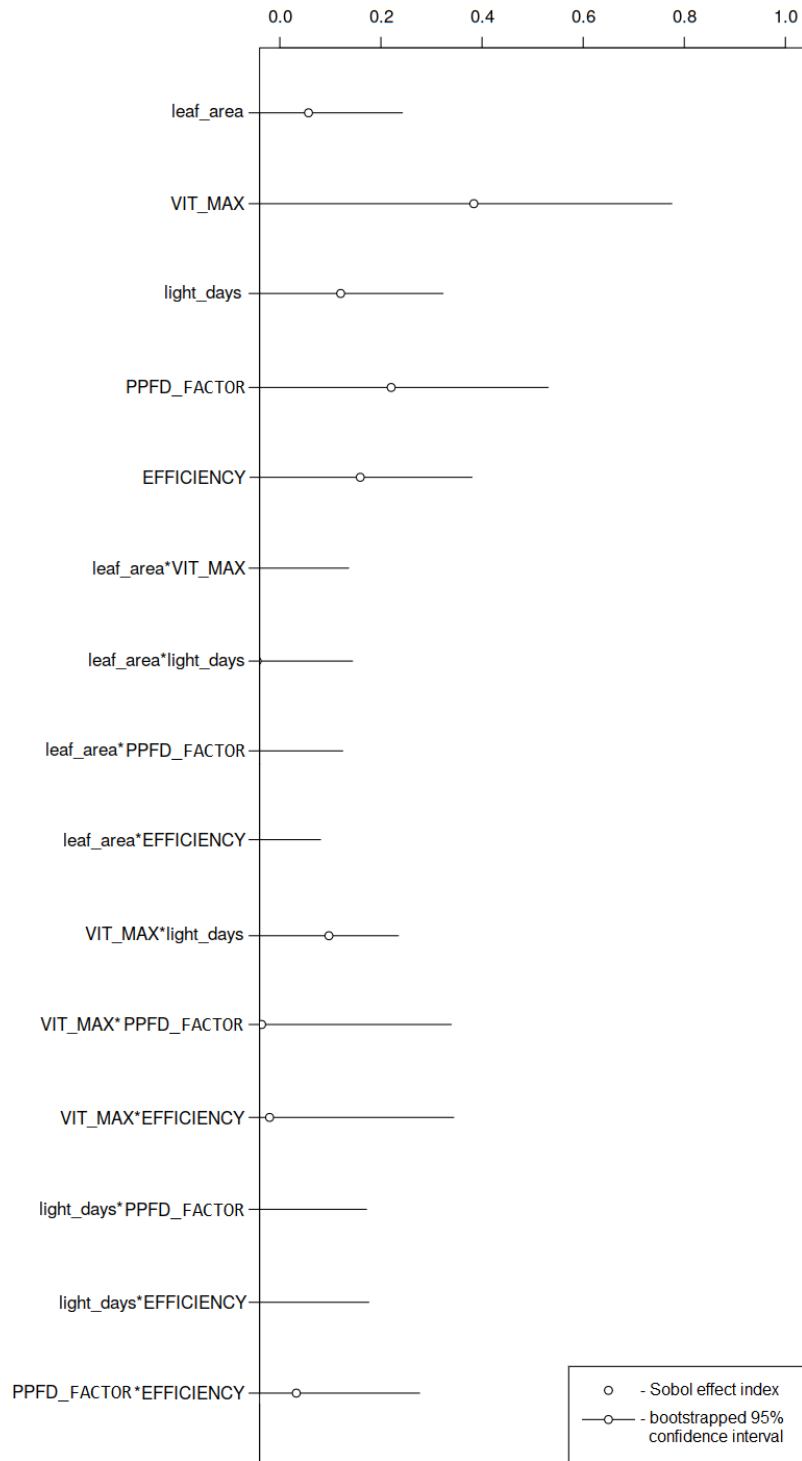 0.0 0.2 0.4 0.6 0.8 1.0
leaf_area
VIT_MAX
light_days
PPFD_FACTOR
EFFICIENCY
leaf_area*VIT_MAX
leaf_area*light_days
leaf_area*PPFD_FACTOR
leaf_area*EFFICIENCY
VIT_MAX*light_days
VIT_MAX*PPFD_FACTOR
VIT_MAX*EFFICIENCY
light_days*PPFD_FACTOR
light_days*EFFICIENCY
PPFD_FACTOR*EFFICIENCY
- Sobol effect index
- bootstrapped 95%
confidence interval